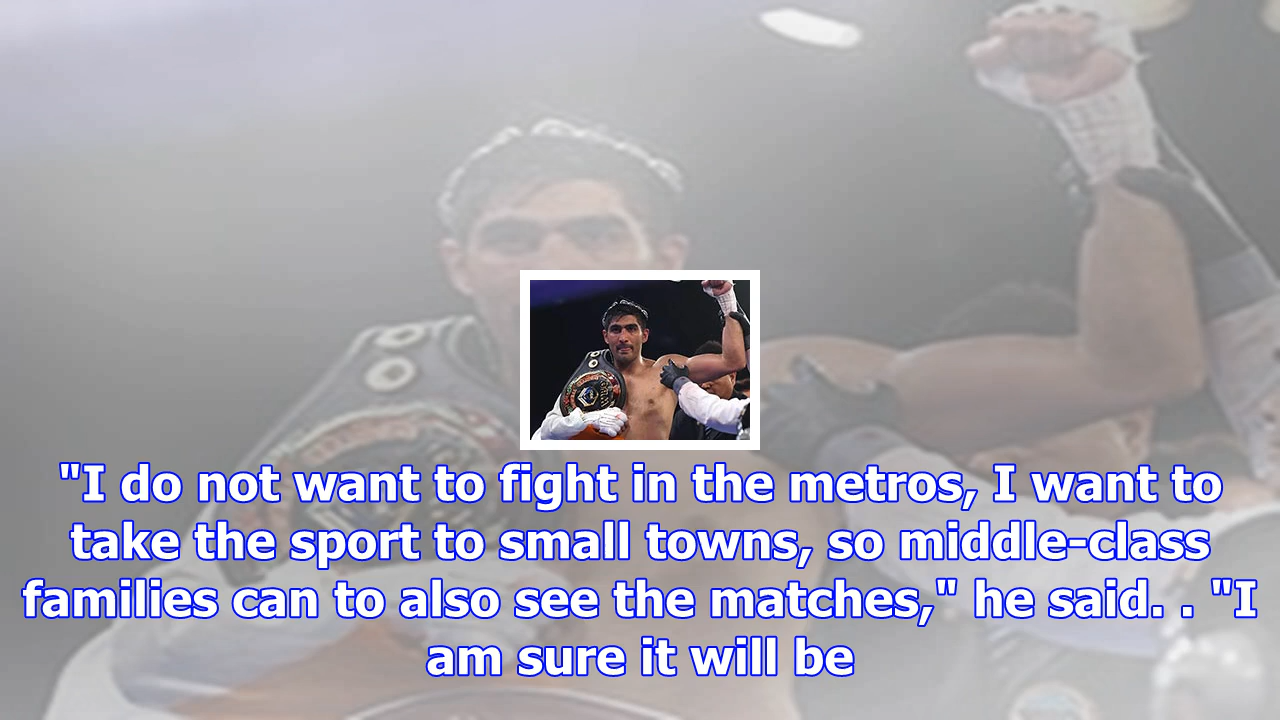 "I do not want to fight in the metros, I want to
take the sport to small towns, so middle-class
families can to also see the matches," he said. . "I
am sure it will be